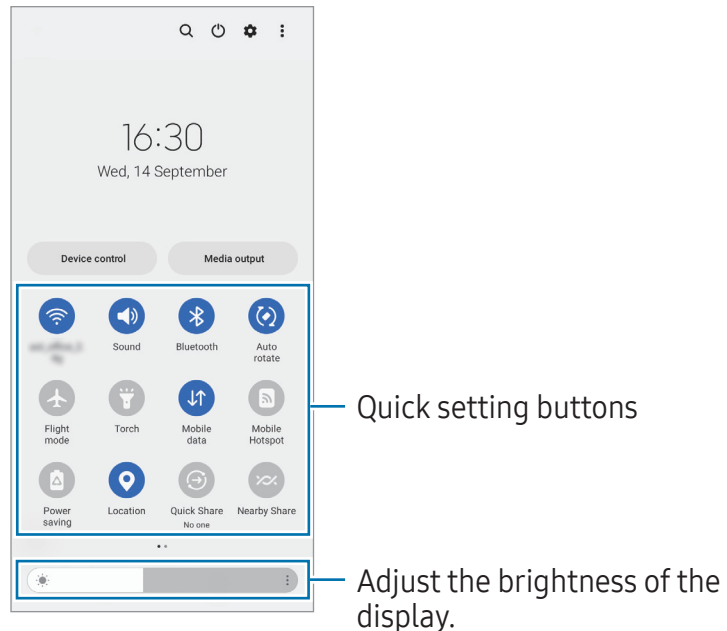 16:30
Wed, 14 September
Device control
Media output
Sound
Bluetooth
Auto
rotate
Flight
mode
Torch
Mobile
data
Mobile
Hotspot
Power
saving
Location
Quick Share
No one
Nearby Share
Quick setting buttons
Adjust the brightness of the
display.